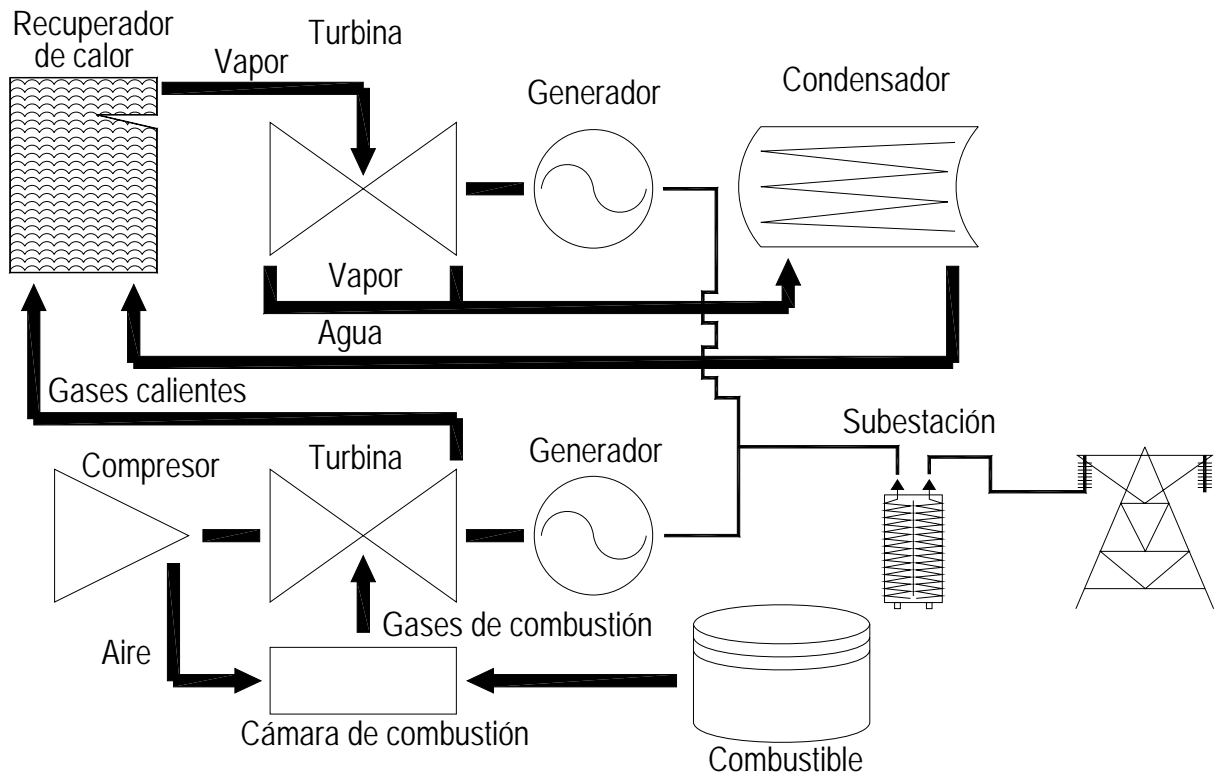 Recuperador
de calor
Vapor
Turbina
Generador
Condensador
Vapor
Agua
Gases calientes
Compresor
Turbina
Generador
Subestación
Aire
Gases de combustión
Cámara de combustión
Combustible